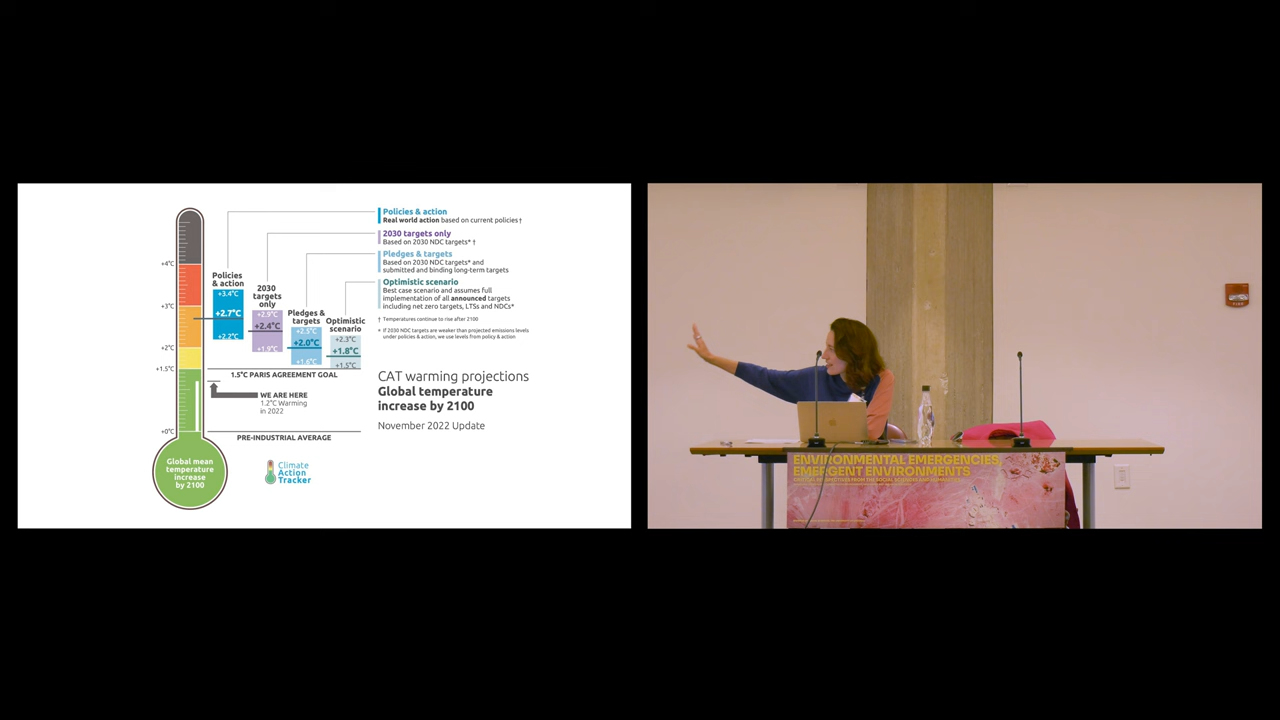 +4°C
+3°C
+2°C
+1.5°C
+0°C
Policies
& action
+3.4°C
+2.7°C
+2.2°C
2030
targets
only
+2.9°C
+2.4°C
+1.9°C
Pledges &
targets
+2.5°C
+2.0°C
+1.6°C
Optimistic
scenario
+2.3°C
+1.8°C
+1.5°C
1.5°C PARIS AGREEMENT GOAL
WE ARE HERE
1.2°C Warming
in 2022
PRE-INDUSTRIAL AVERAGE
Global mean
temperature
increase
by 2100
Climate
Action
Tracker
Policies & action
Real world action based on current policies †
2030 targets only
Based on 2030 NDC targets* †
Pledges & targets
Based on 2030 NDC targets* and
submitted and binding long-term targets
Optimistic scenario
Best case scenario and assumes full
implementation of all announced targets
including net zero targets, LTSs and NDCs*
† Temperatures continue to rise after 2100
* If 2030 NDC targets are weaker than projected emissions levels
under policies & action, we use levels from policy & action
CAT warming projections
Global temperature
increase by 2100
November 2022 Update
ENVIRONMENTAL EMERGENCIES,
EMERGENT ENVIRONMENTS
CRITICAL PERSPECTIVES FROM THE SOCIAL SCIENCES AND HUMANITIES